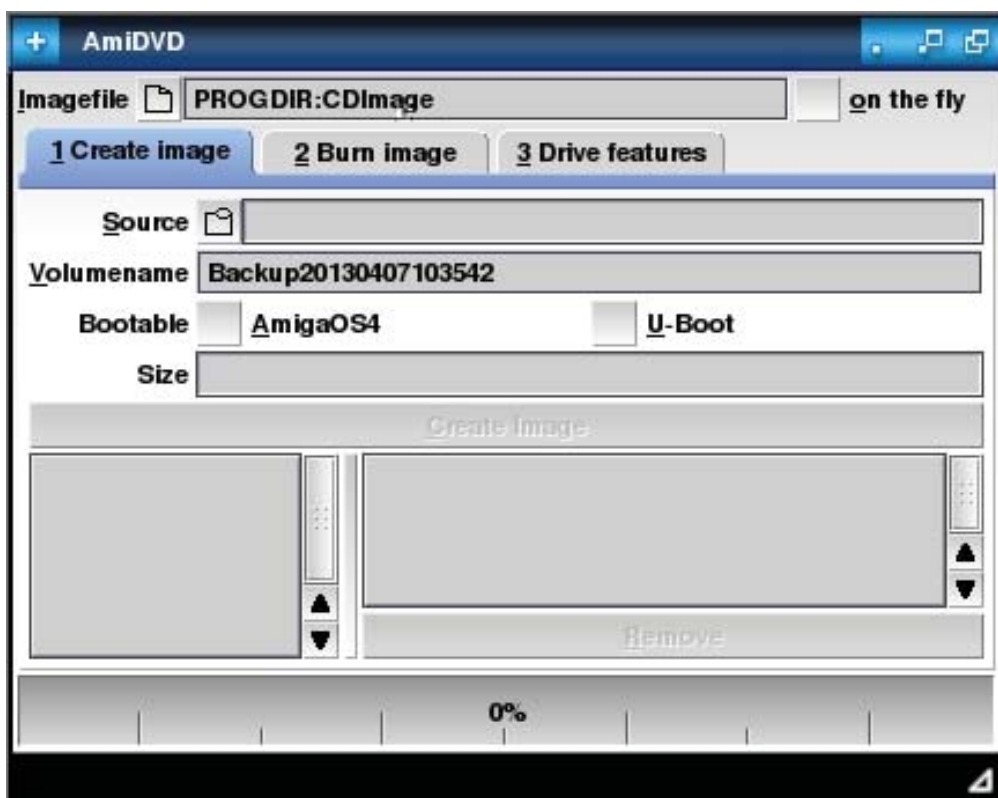 AmiDVD
Imagefile PROGDIR:CDImage on the fly
1 Create image 2 Burn image 3 Drive features
Source
Volumename Backup20130407103542
Bootable AmigaOS4 U-Boot
Size
Create Image
Remove
0%